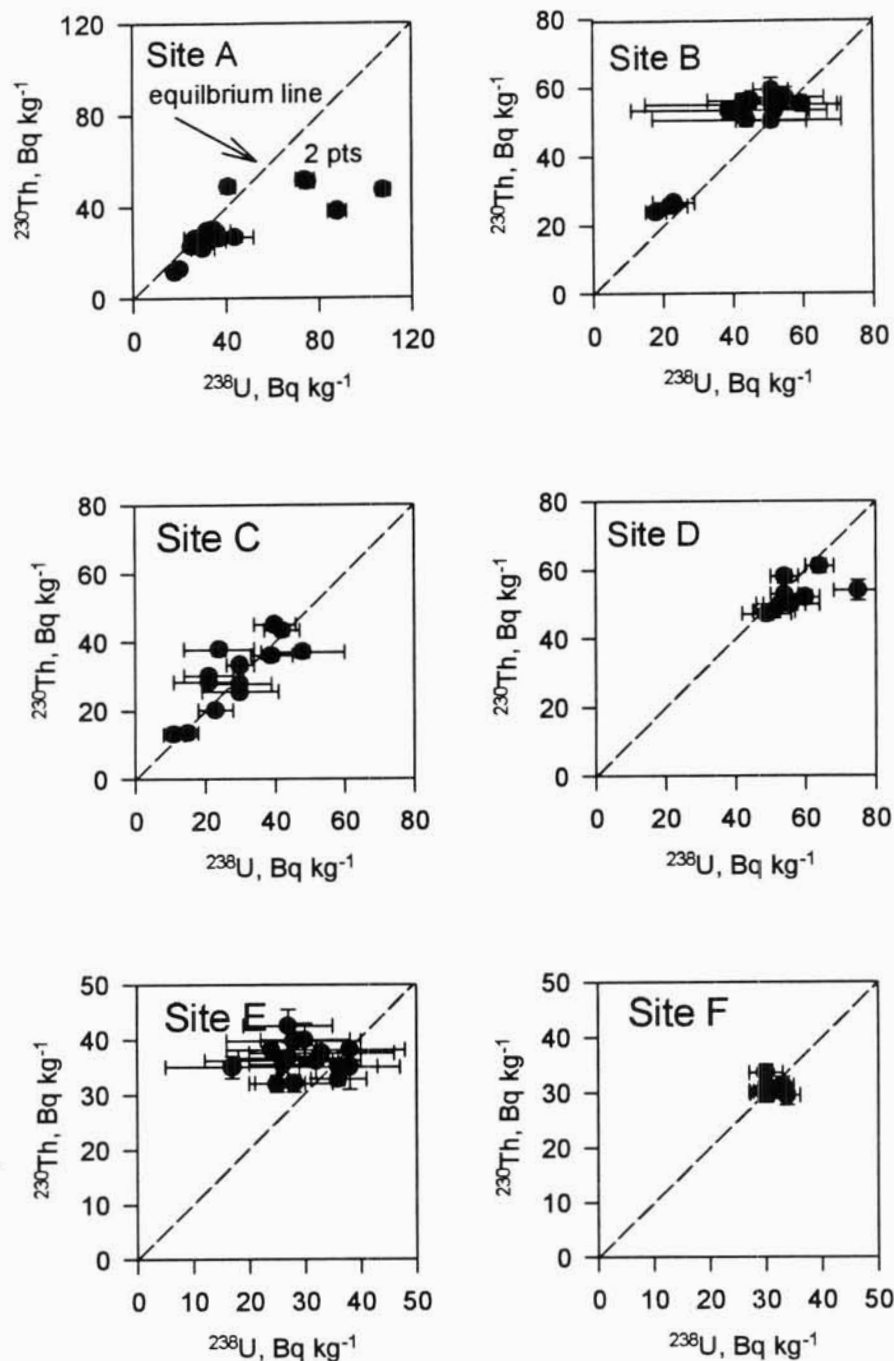 120
80
40
0
Site A
equilbrium line
2 pts
0 40 80 120
²³⁰Th, Bq kg⁻¹
²³⁸U, Bq kg⁻¹
80
60
40
20
0
Site B
0 20 40 60 80
²³⁰Th, Bq kg⁻¹
²³⁸U, Bq kg⁻¹
80
60
40
20
0
Site C
0 20 40 60 80
²³⁰Th, Bq kg⁻¹
²³⁸U, Bq kg⁻¹
80
60
40
20
0
Site D
0 20 40 60 80
²³⁰Th, Bq kg⁻¹
²³⁸U, Bq kg⁻¹
50
40
30
20
10
0
Site E
0 10 20 30 40 50
²³⁰Th, Bq kg⁻¹
²³⁸U, Bq kg⁻¹
50
40
30
20
10
0
Site F
0 10 20 30 40 50
²³⁰Th, Bq kg⁻¹
²³⁸U, Bq kg⁻¹